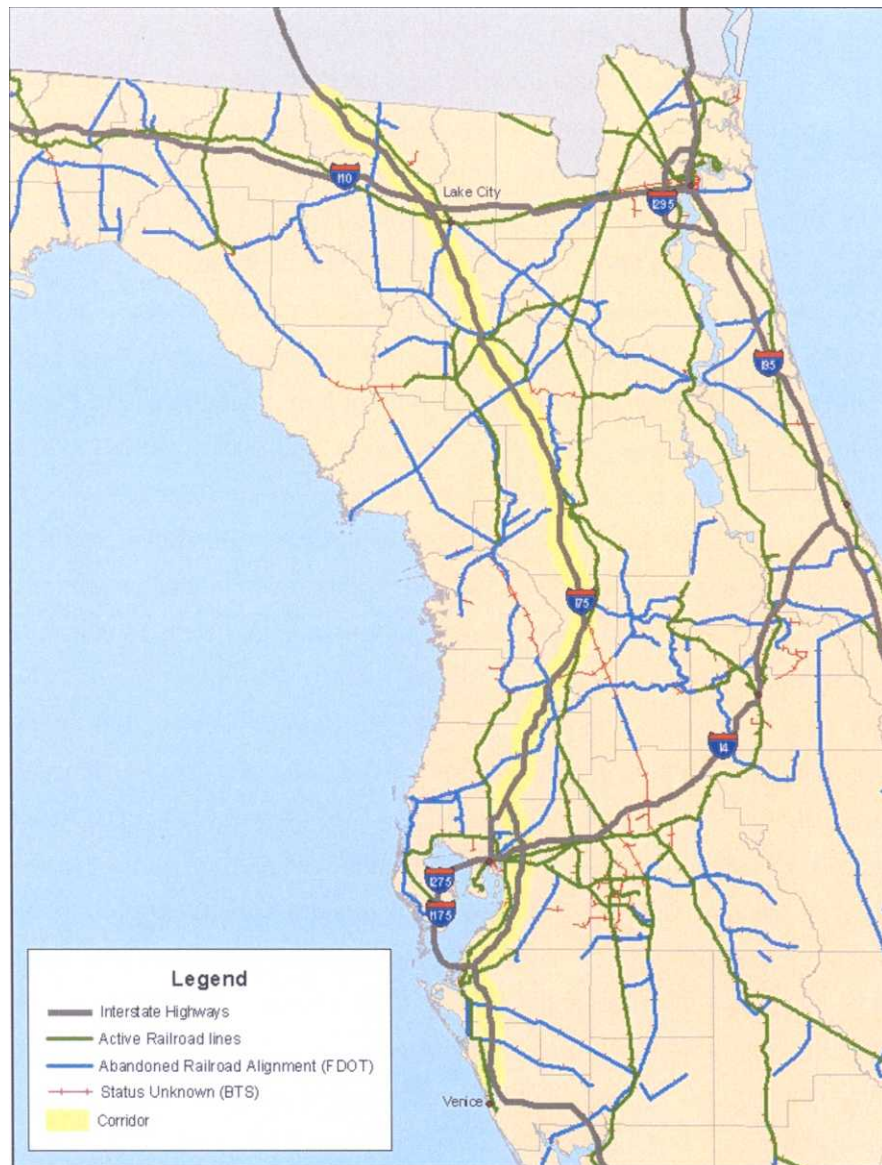 Lake City
I10
I295
I95
I75
I4
I275
I175
Legend
Interstate Highways
Active Railroad lines
Abandoned Railroad Alignment (FDOT)
Status Unknown (BTS)
Venice
Corridor